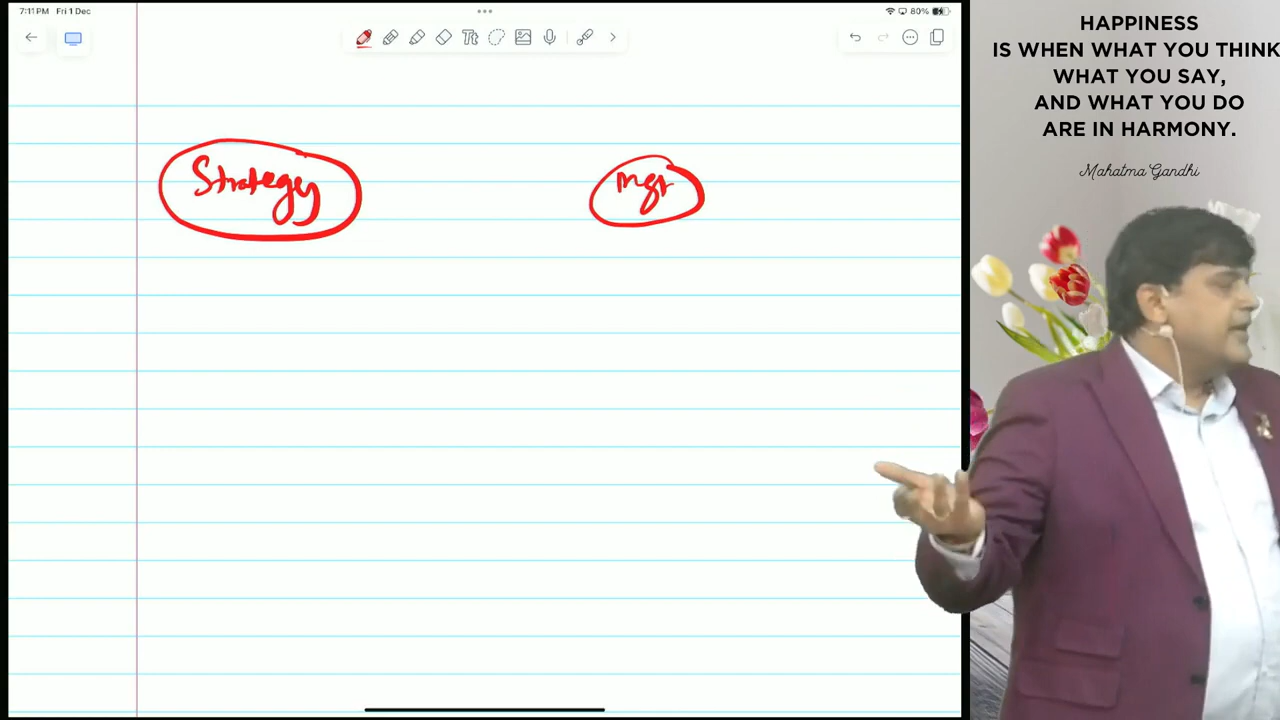 7:11 PM Fri 1 Dec
80%
Strategy
mgt
HAPPINESS
IS WHEN WHAT YOU THINK
WHAT YOU SAY,
AND WHAT YOU DO
ARE IN HARMONY.
Mahatma Gandhi